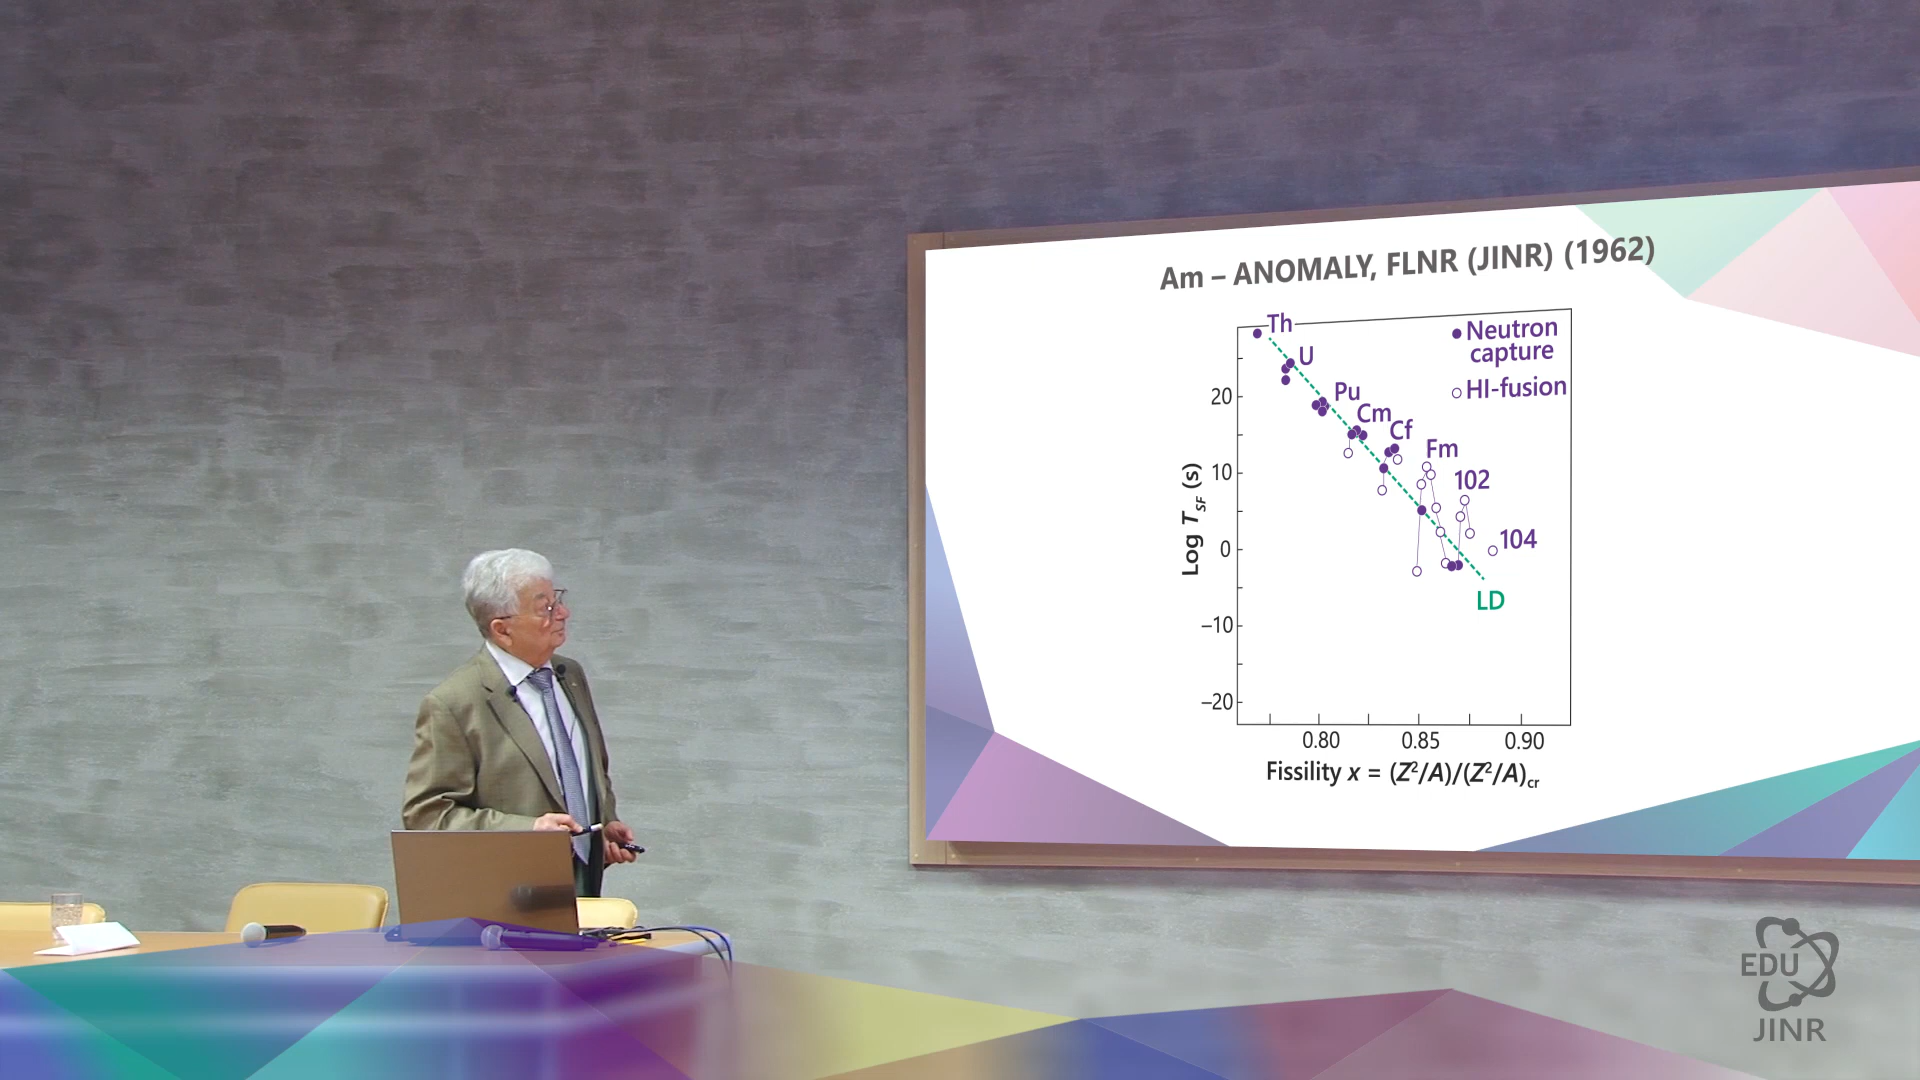 Am – ANOMALY, FLNR (JINR) (1962)
Th
U
Pu
Cm
Cf
Fm
102
104
LD
Neutron
capture
HI-fusion
20
10
0
–10
–20
Log T_SF (s)
0.80
0.85
0.90
Fissility x = (Z²/A)/(Z²/A)cr
EDU
JINR